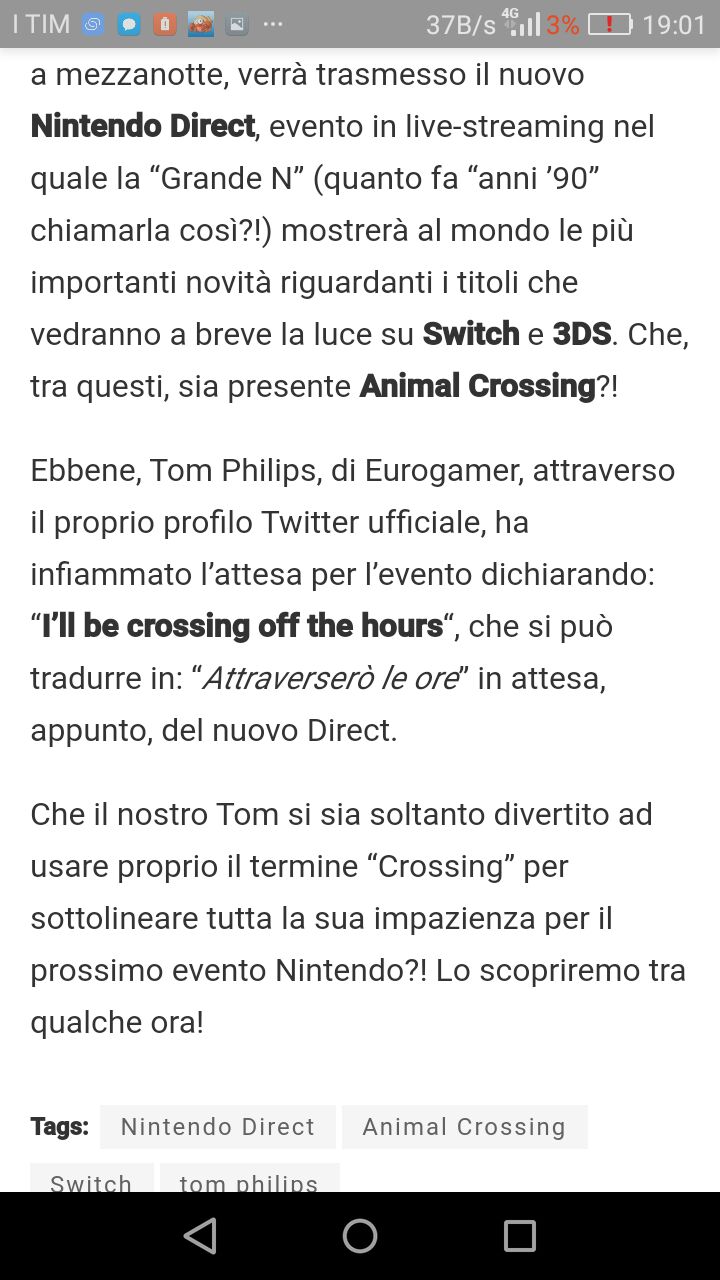 I TIM ... 37B/s 4G 3% 19:01
a mezzanotte, verrà trasmesso il nuovo
Nintendo Direct, evento in live-streaming nel
quale la “Grande N” (quanto fa “anni ’90”
chiamarla così?!) mostrerà al mondo le più
importanti novità riguardanti i titoli che
vedranno a breve la luce su Switch e 3DS. Che,
tra questi, sia presente Animal Crossing?!
Ebbene, Tom Philips, di Eurogamer, attraverso
il proprio profilo Twitter ufficiale, ha
infiammato l’attesa per l’evento dichiarando:
“I’ll be crossing off the hours“, che si può
tradurre in: “Attraverserò le ore” in attesa,
appunto, del nuovo Direct.
Che il nostro Tom si sia soltanto divertito ad
usare proprio il termine “Crossing” per
sottolineare tutta la sua impazienza per il
prossimo evento Nintendo?! Lo scopriremo tra
qualche ora!
Tags: Nintendo Direct Animal Crossing
Switch tom philips